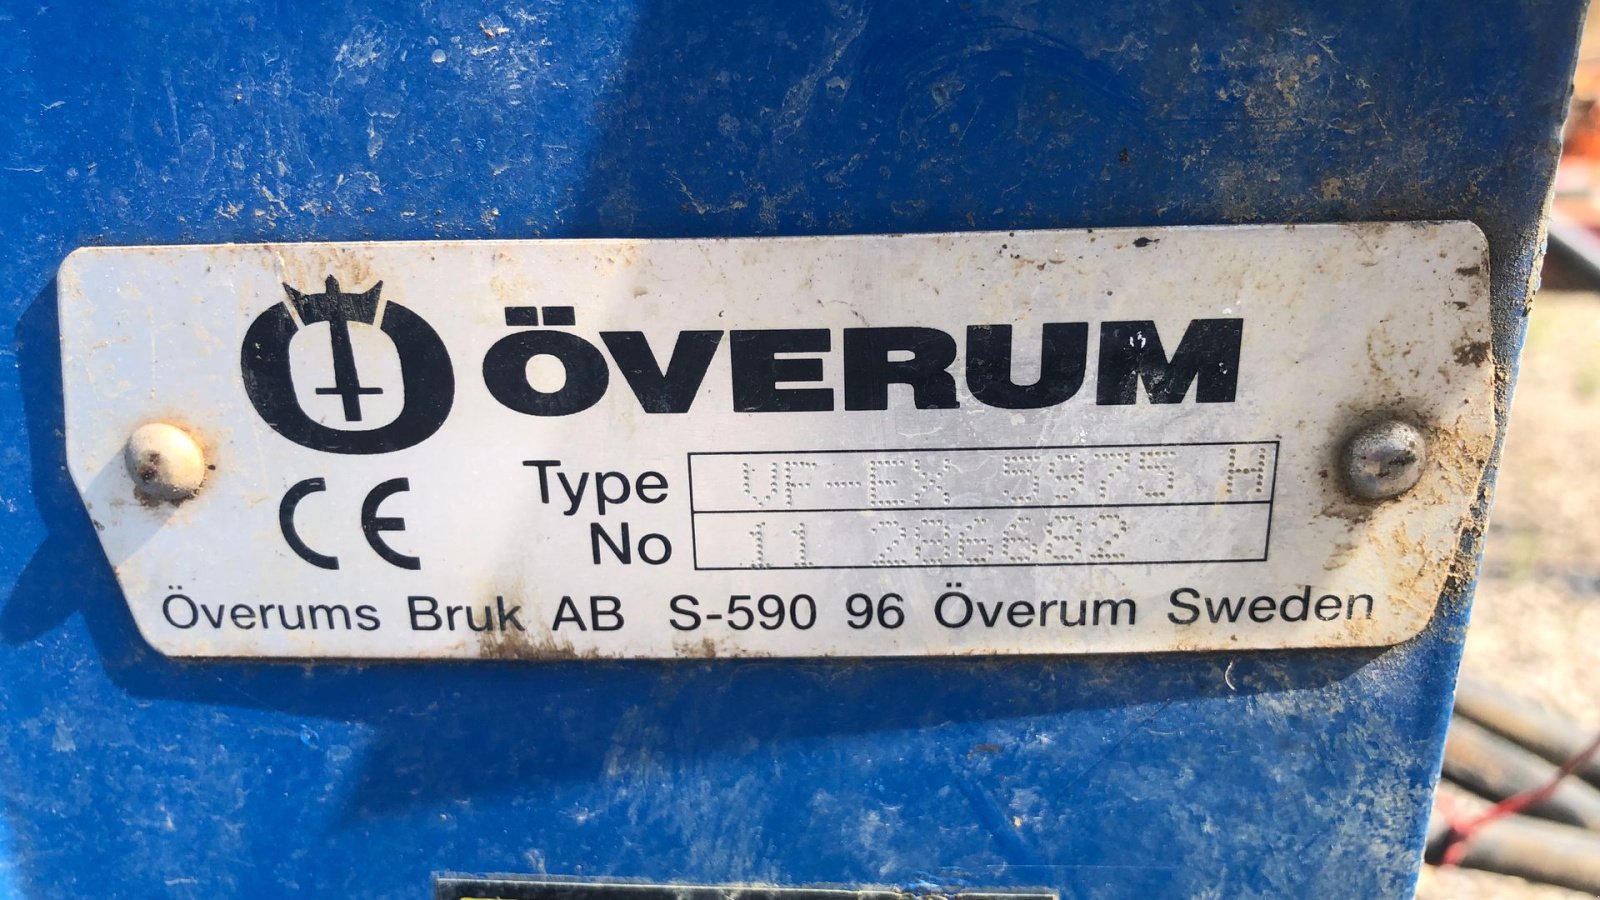 ÖVERUM
Type VF-EX 5975 H
CE No 11 286682
Överums Bruk AB S-590 96 Överum Sweden